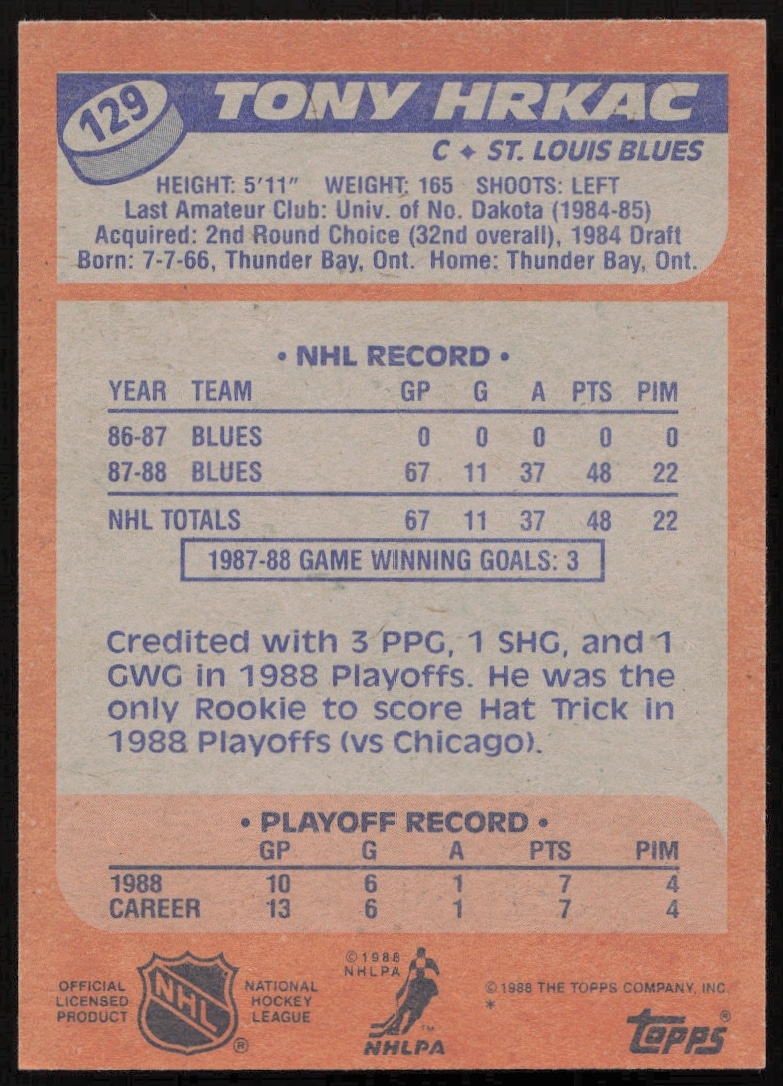 129
TONY HRKAC
C ✦ ST. LOUIS BLUES
HEIGHT: 5'11" WEIGHT: 165 SHOOTS: LEFT
Last Amateur Club: Univ. of No. Dakota (1984-85)
Acquired: 2nd Round Choice (32nd overall), 1984 Draft
Born: 7-7-66, Thunder Bay, Ont. Home: Thunder Bay, Ont.
• NHL RECORD •
YEAR TEAM GP G A PTS PIM
86-87 BLUES 0 0 0 0 0
87-88 BLUES 67 11 37 48 22
NHL TOTALS 67 11 37 48 22
1987-88 GAME WINNING GOALS: 3
Credited with 3 PPG, 1 SHG, and 1
GWG in 1988 Playoffs. He was the
only Rookie to score Hat Trick in
1988 Playoffs (vs Chicago).
• PLAYOFF RECORD •
GP G A PTS PIM
1988 10 6 1 7 4
CAREER 13 6 1 7 4
OFFICIAL
LICENSED
PRODUCT
NHL
®
NATIONAL
HOCKEY
LEAGUE
©1988
NHLPA
™
NHLPA
©1988 THE TOPPS COMPANY, INC.
*
topps®